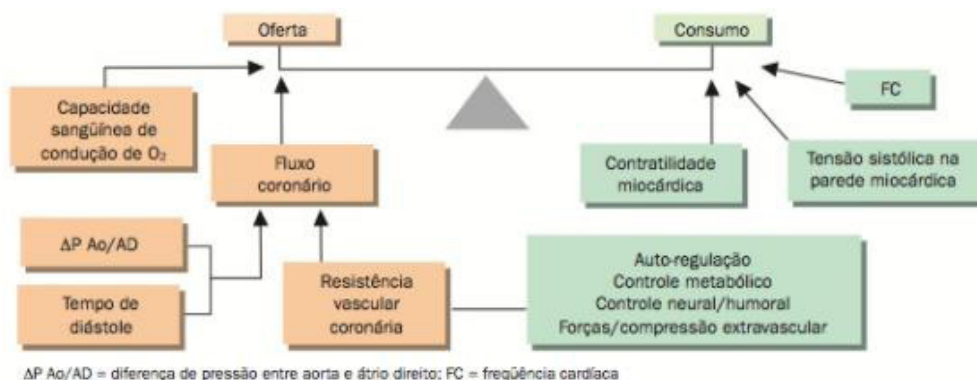 Oferta
Consumo
Capacidade
sangüínea de
condução de O₂
FC
Fluxo
coronário
Contratilidade
miocárdica
Tensão sistólica na
parede miocárdica
ΔP Ao/AD
Tempo de
diástole
Resistência
vascular
coronária
Auto-regulação
Controle metabólico
Controle neural/humoral
Forças/compressão extravascular
ΔP Ao/AD = diferença de pressão entre aorta e átrio direito; FC = freqüência cardíaca